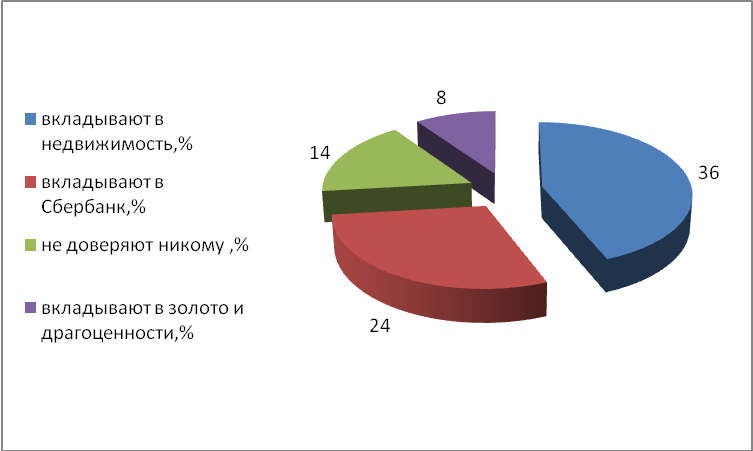 вкладывают в
недвижимость,%
вкладывают в
Сбербанк,%
не доверяют никому ,%
вкладывают в золото и
драгоценности,%
8
14
36
24